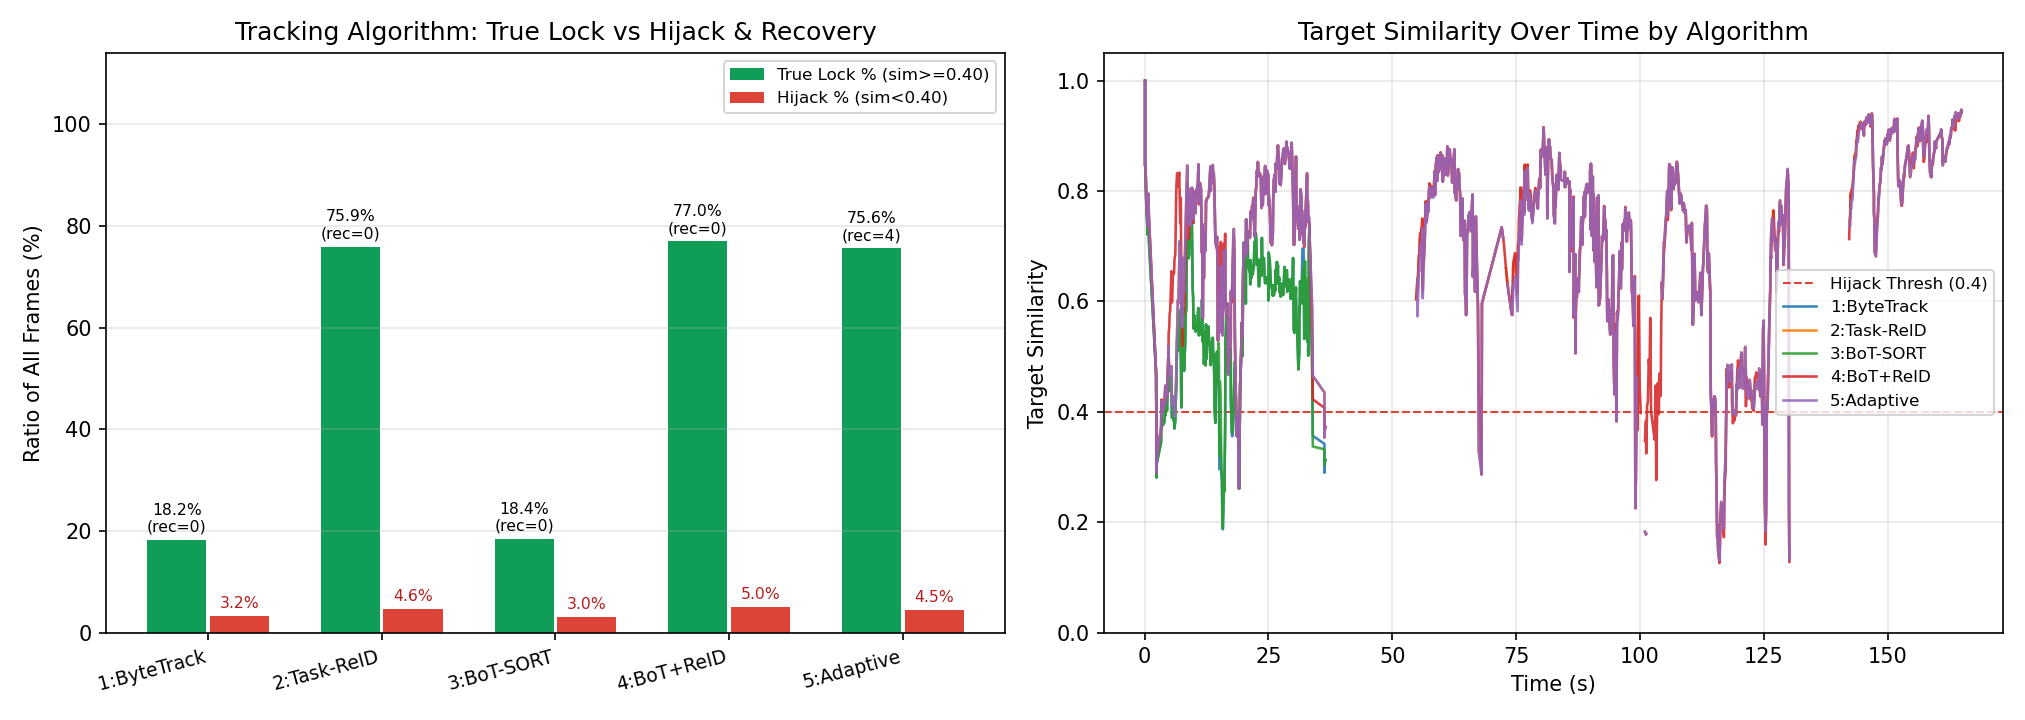 Tracking Algorithm: True Lock vs Hijack & Recovery
Ratio of All Frames (%)
100
80
60
40
20
0
True Lock % (sim>=0.40)
Hijack % (sim<0.40)
18.2%
(rec=0)
3.2%
75.9%
(rec=0)
4.6%
18.4%
(rec=0)
3.0%
77.0%
(rec=0)
5.0%
75.6%
(rec=4)
4.5%
1:ByteTrack
2:Task-ReID
3:BoT-SORT
4:BoT+ReID
5:Adaptive
Target Similarity Over Time by Algorithm
Target Similarity
1.0
0.8
0.6
0.4
0.2
0.0
Hijack Thresh (0.4)
1:ByteTrack
2:Task-ReID
3:BoT-SORT
4:BoT+ReID
5:Adaptive
0
25
50
75
100
125
150
Time (s)